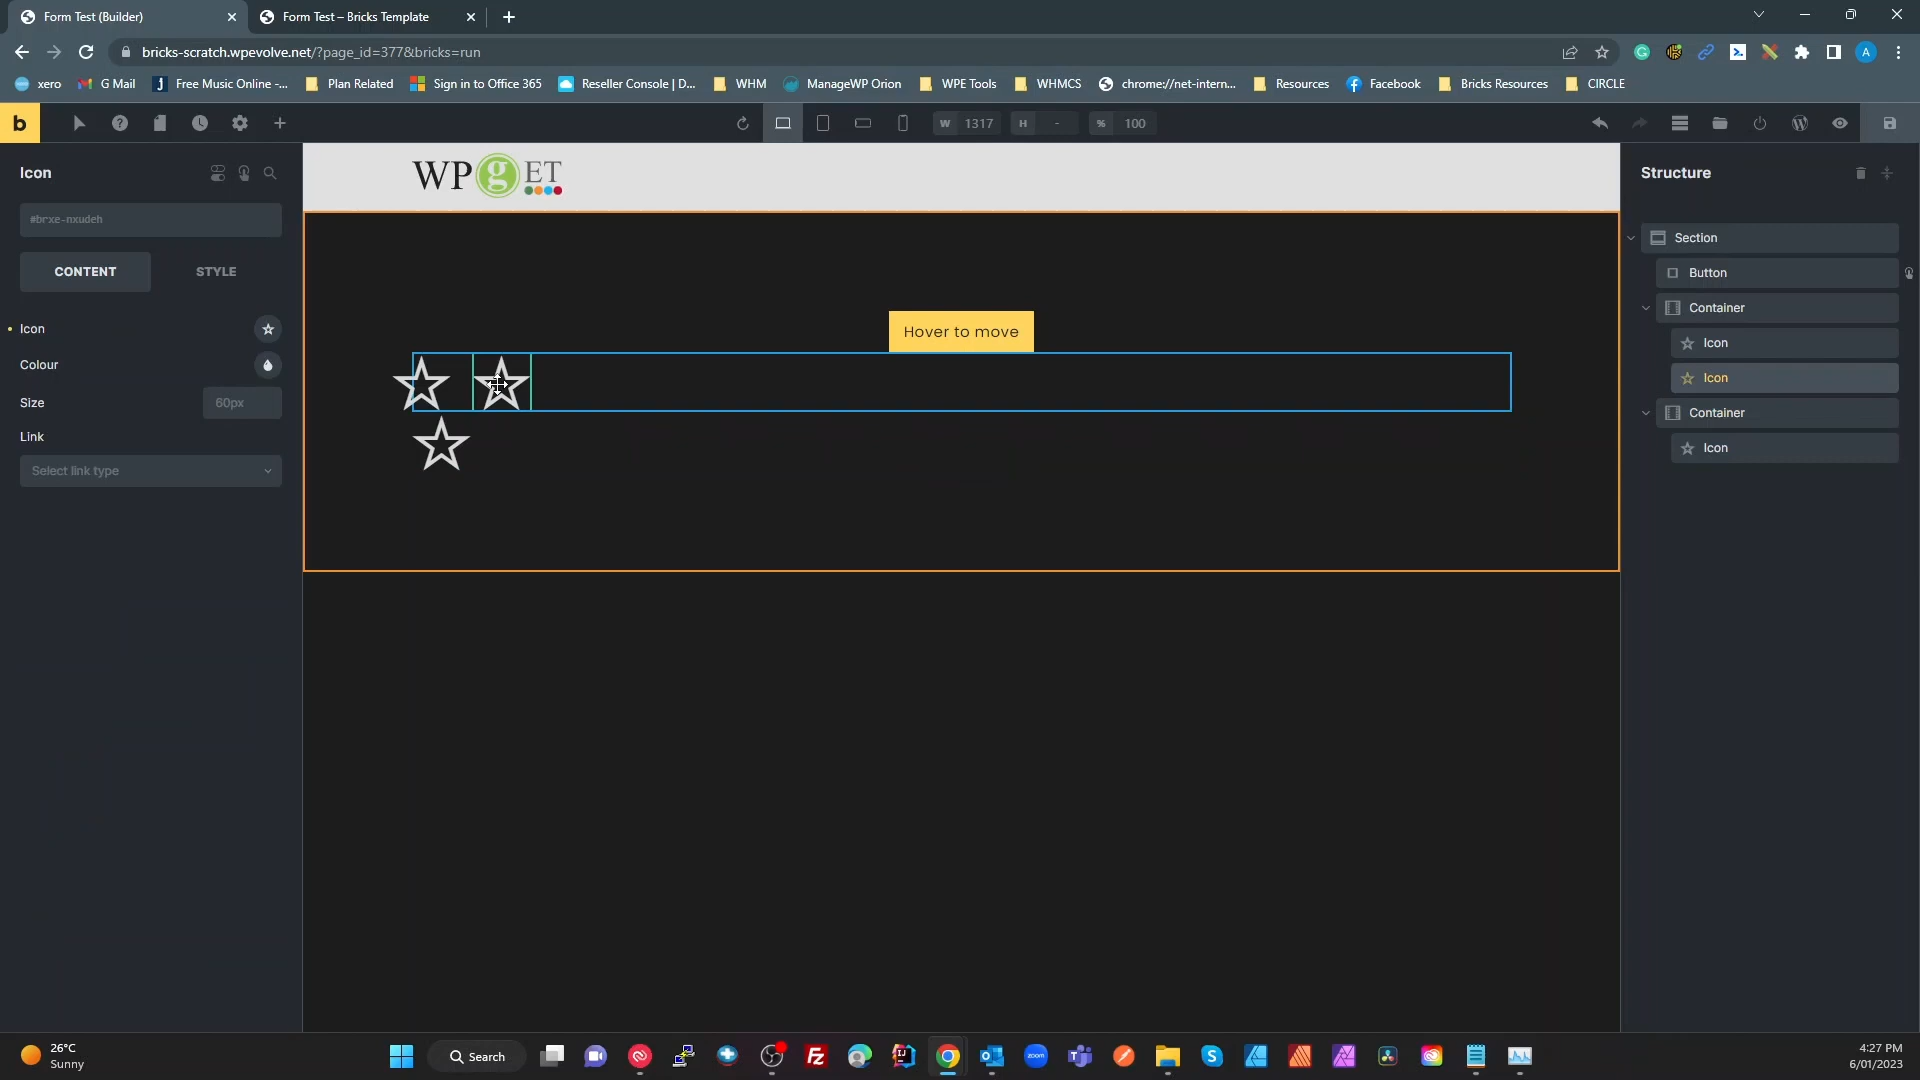 Form Test (Builder)
Form Test – Bricks Template
bricks-scratch.wpevolve.net/?page_id=377&bricks=run
A
xero
G Mail
Free Music Online -...
Plan Related
Sign in to Office 365
Reseller Console | D...
WHM
ManageWP Orion
WPE Tools
WHMCS
chrome://net-intern...
Resources
Facebook
Bricks Resources
CIRCLE
b
W 1317
H -
% 100
Icon
#brxe-nxudeh
CONTENT
STYLE
Icon
Colour
Size
60px
Link
Select link type
WP g ET
Hover to move
Structure
Section
Button
Container
Icon
Icon
Container
Icon
26°C
Sunny
Search
zoom
4:27 PM
6/01/2023